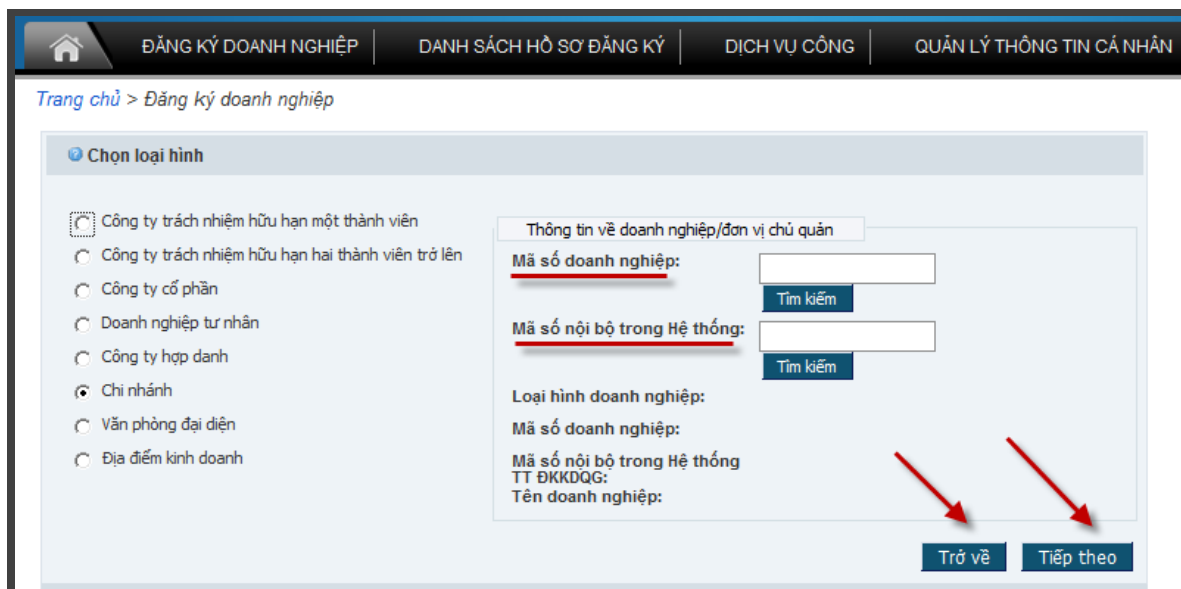 ĐĂNG KÝ DOANH NGHIỆP DANH SÁCH HỒ SƠ ĐĂNG KÝ DỊCH VỤ CÔNG QUẢN LÝ THÔNG TIN CÁ NHÂN
Trang chủ > Đăng ký doanh nghiệp
Chọn loại hình
Công ty trách nhiệm hữu hạn một thành viên
Công ty trách nhiệm hữu hạn hai thành viên trở lên
Công ty cổ phần
Doanh nghiệp tư nhân
Công ty hợp danh
Chi nhánh
Văn phòng đại diện
Địa điểm kinh doanh
Thông tin về doanh nghiệp/đơn vị chủ quản
Mã số doanh nghiệp:
Tìm kiếm
Mã số nội bộ trong Hệ thống:
Tìm kiếm
Loại hình doanh nghiệp:
Mã số doanh nghiệp:
Mã số nội bộ trong Hệ thống
TT ĐKKDQG:
Tên doanh nghiệp:
Trở về Tiếp theo